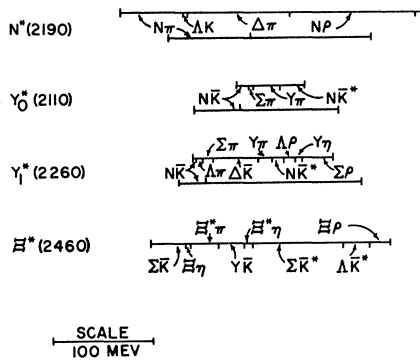 N*(2190) Nπ ΛK Δπ Nρ
Y₀*(2110) NK̄ Σπ Yπ NK̄*
Σπ Yπ Λρ Yη
Y₁*(2260) NK̄ Λπ ΔK̄ NK̄* Σρ
Ξ*π Ξ*η Ξρ
Ξ*(2460)
ΣK̄ Ξη YK̄ ΣK̄* ΛK̄*
SCALE
100 MEV